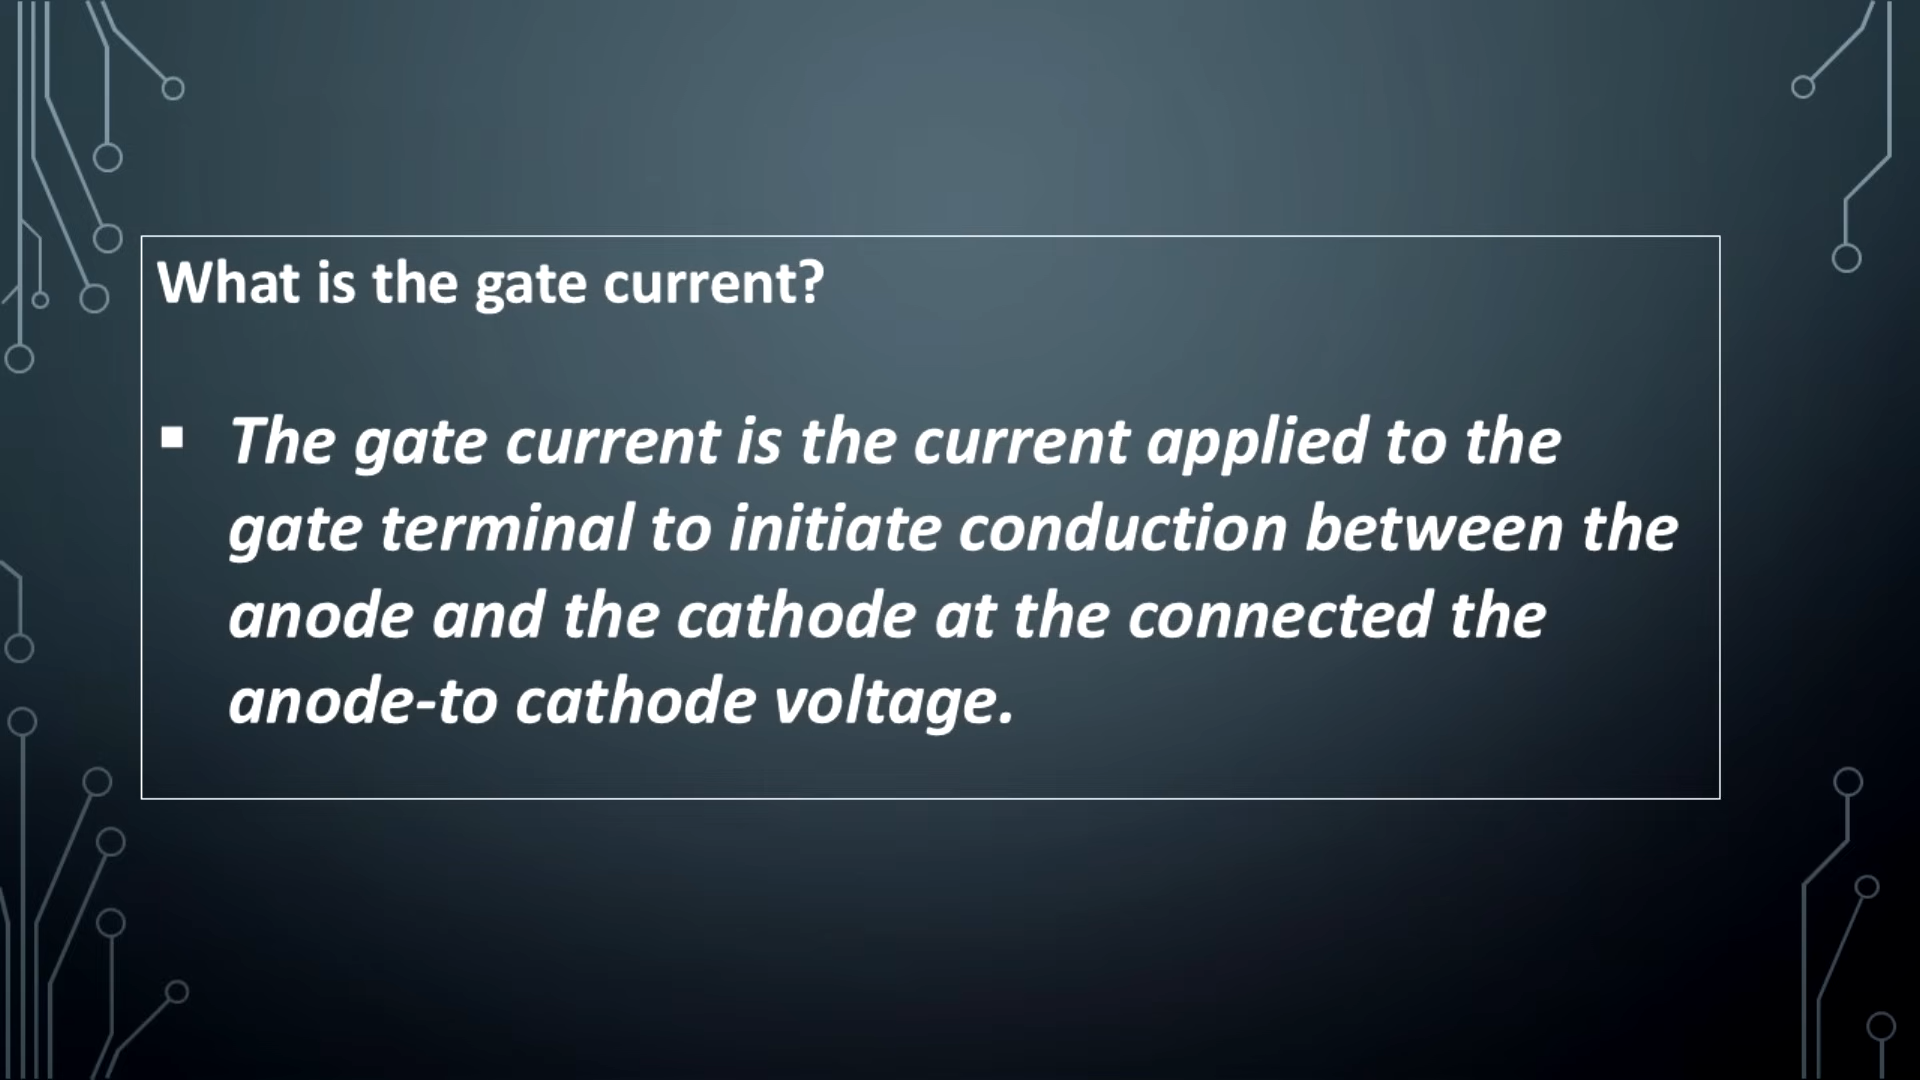 What is the gate current?
▪ The gate current is the current applied to the
gate terminal to initiate conduction between the
anode and the cathode at the connected the
anode-to cathode voltage.